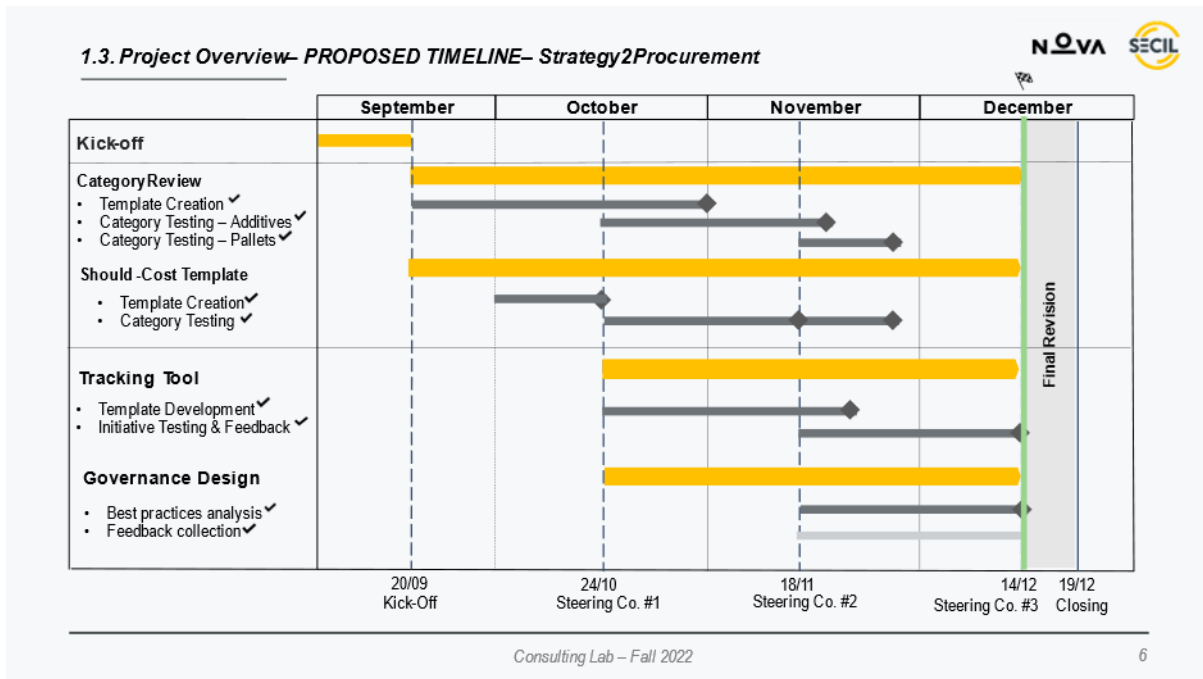 1.3. Project Overview– PROPOSED TIMELINE– Strategy2Procurement
NOVA
SECIL
September October November December
Kick-off
Category Review
• Template Creation ✔
• Category Testing – Additives ✔
• Category Testing – Pallets ✔
Should -Cost Template
• Template Creation ✔
• Category Testing ✔
Tracking Tool
• Template Development ✔
• Initiative Testing & Feedback ✔
Governance Design
• Best practices analysis ✔
• Feedback collection ✔
Final Revision
20/09
Kick-Off
24/10
Steering Co. #1
18/11
Steering Co. #2
14/12
Steering Co. #3
19/12
Closing
Consulting Lab – Fall 2022
6